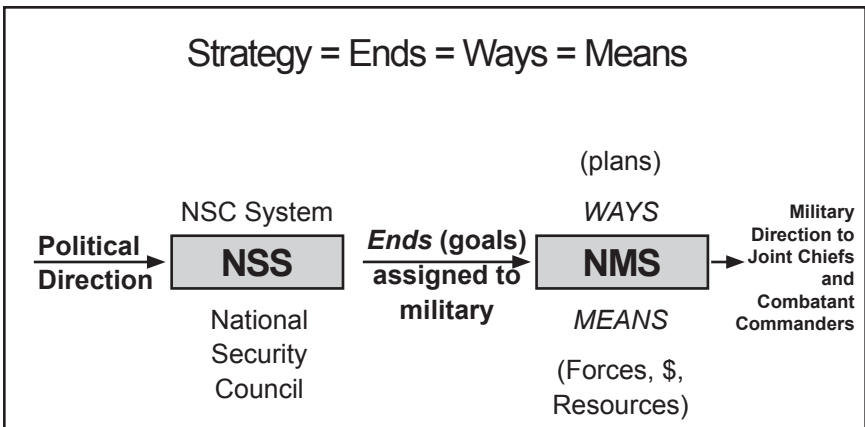 Strategy = Ends = Ways = Means
Political
Direction
NSC System
NSS
National
Security
Council
Ends (goals)
assigned to
military
(plans)
WAYS
NMS
MEANS
(Forces, $,
Resources)
Military
Direction to
Joint Chiefs
and
Combatant
Commanders